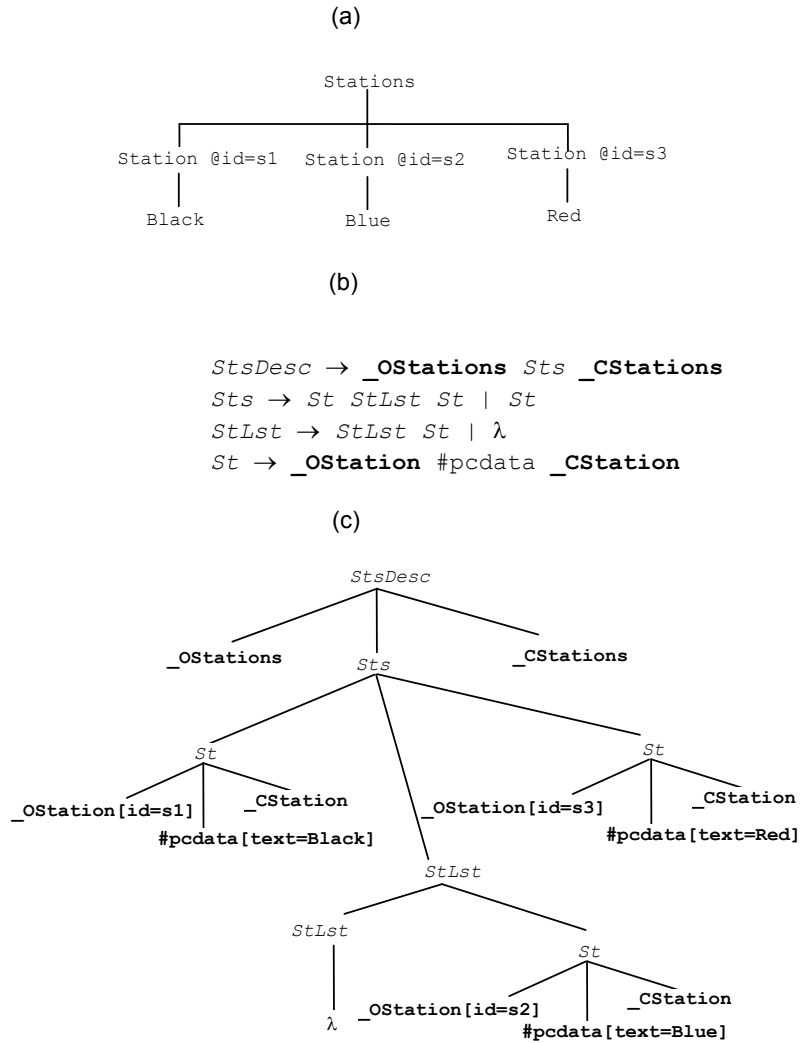 (a)
Stations
Station @id=s1 Station @id=s2 Station @id=s3
Black Blue Red
(b)
StsDesc → _OStations Sts _CStations
Sts → St StLst St | St
StLst → StLst St | λ
St → _OStation #pcdata _CStation
(c)
StsDesc
_OStations Sts _CStations
St St
_OStation[id=s1] _CStation _OStation[id=s3] _CStation
#pcdata[text=Black] #pcdata[text=Red]
StLst
StLst St
λ _OStation[id=s2] _CStation
#pcdata[text=Blue]